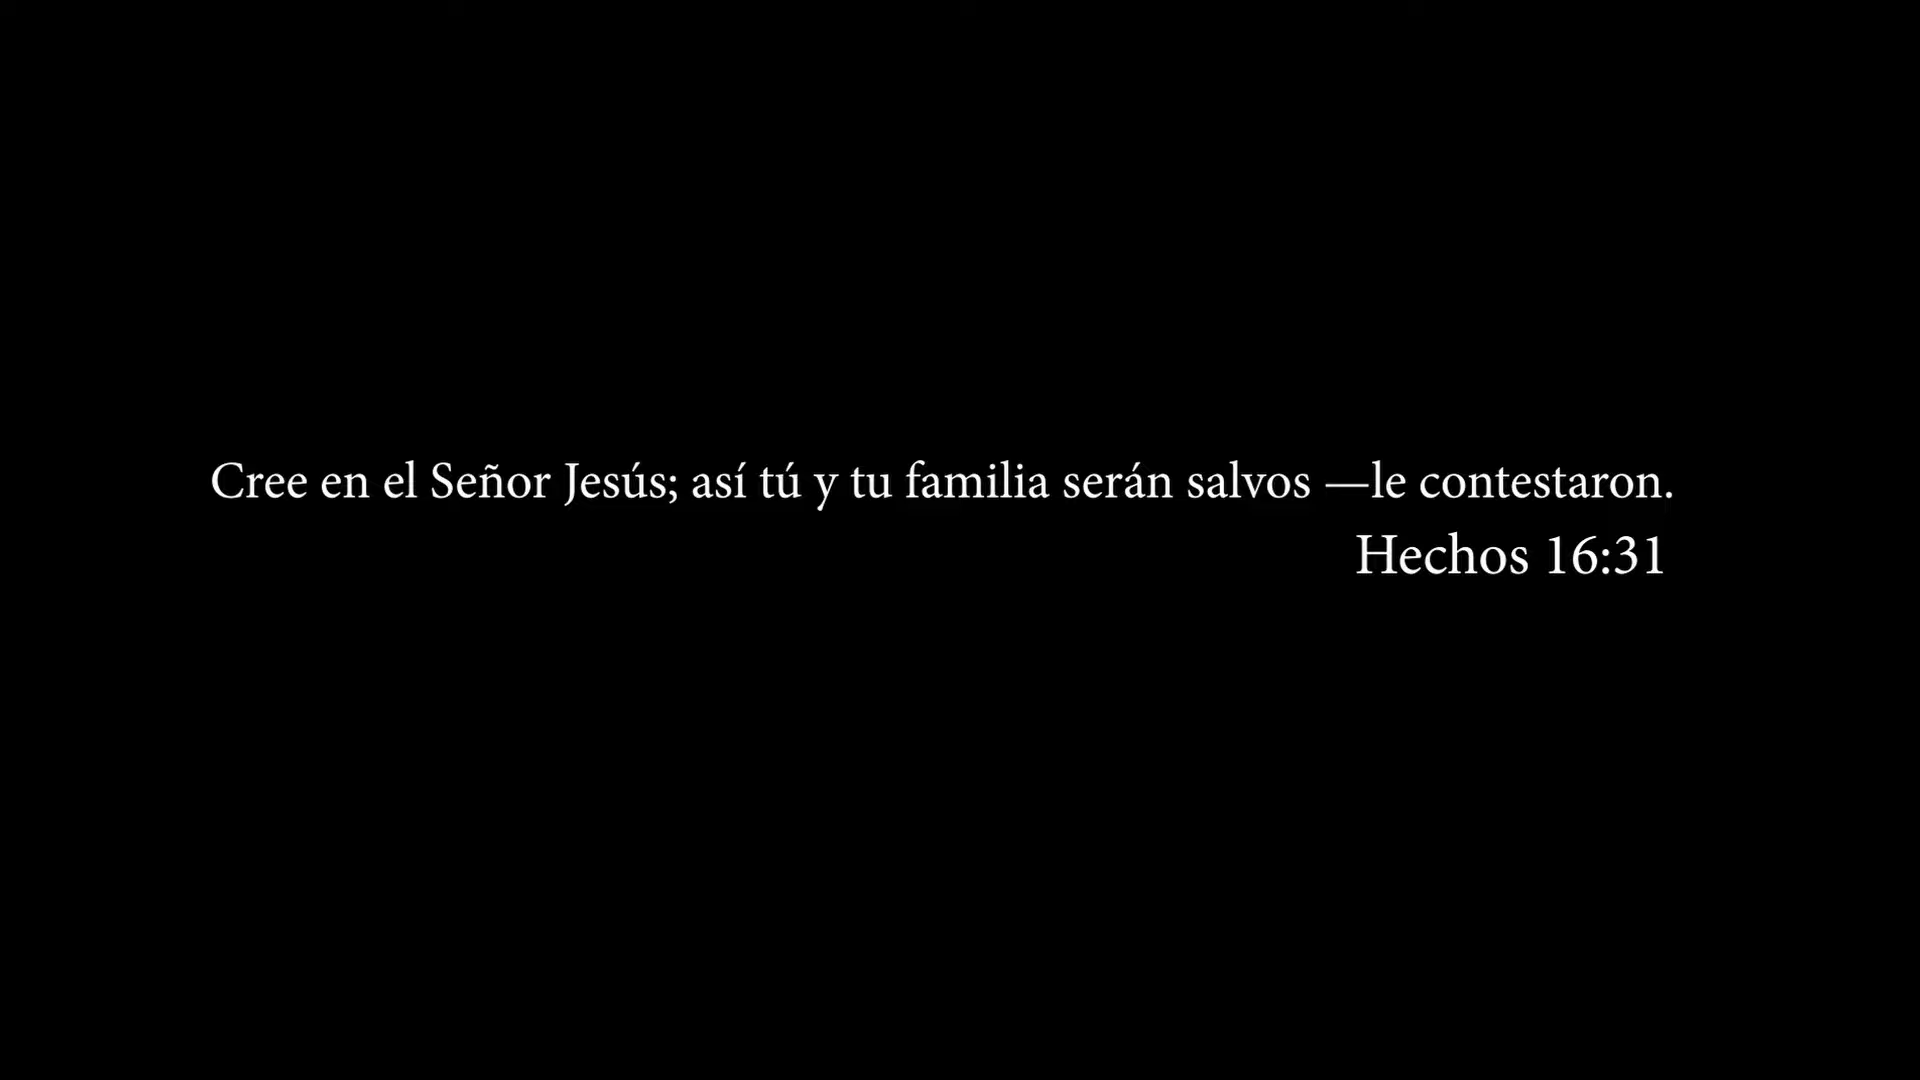 Cree en el Señor Jesús; así tú y tu familia serán salvos —le contestaron.
Hechos 16:31